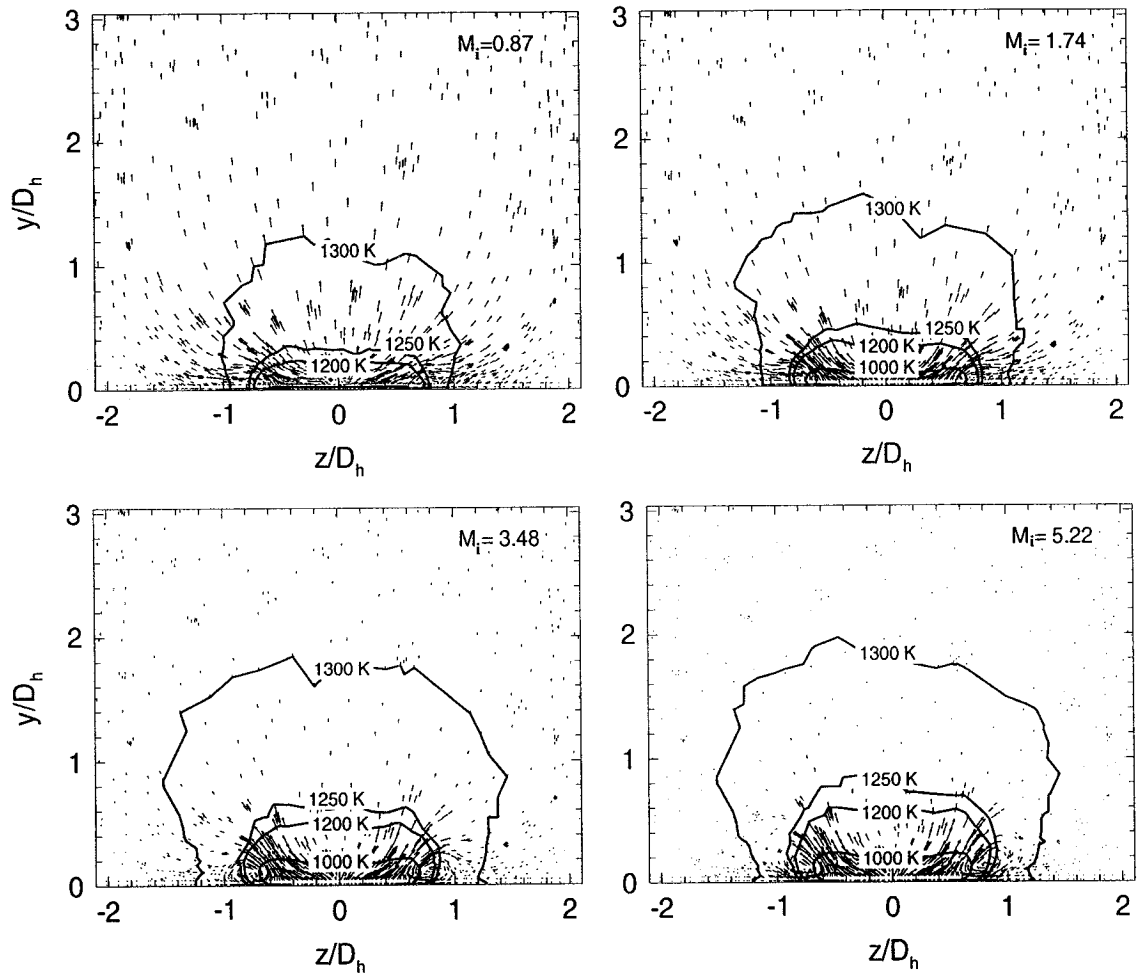 3
M_i=0.87
2
y/D_h
1300 K
1
1250 K
1200 K
0
-2 -1 0 1 2
z/D_h
3
M_i= 1.74
2
1300 K
1
1250 K
1200 K
1000 K
0
-2 -1 0 1 2
z/D_h
3
M_i= 3.48
2
y/D_h
1300 K
1
1250 K
1200 K
1000 K
0
-2 -1 0 1 2
z/D_h
3
M_i= 5.22
2
1300 K
1
1250 K
1200 K
1000 K
0
-2 -1 0 1 2
z/D_h